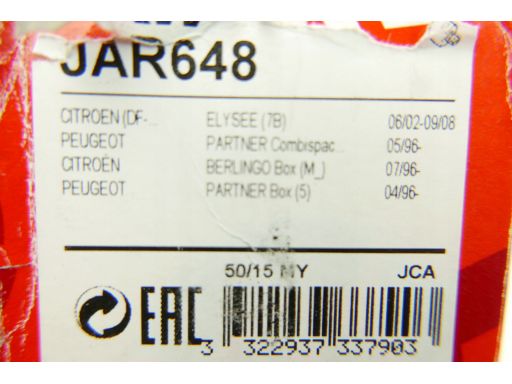 JAR648
CITROEN (DF-... ELYSEE (7B) 06/02-09/08
PEUGEOT PARTNER Combispac... 05/96-
CITROËN BERLINGO Box (M_) 07/96-
PEUGEOT PARTNER Box (5) 04/96-
50/15 MY JCA
EAC
3 322937 337903